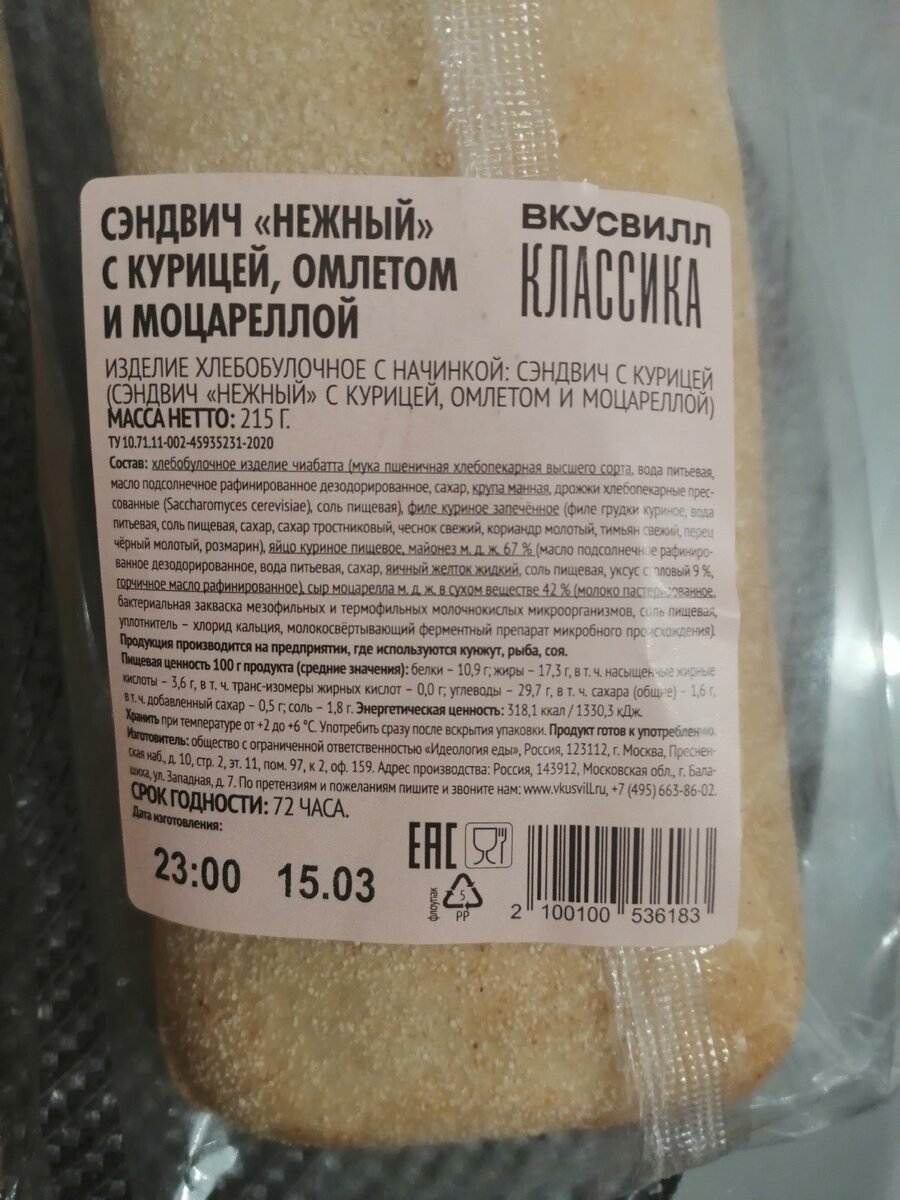 СЭНДВИЧ «НЕЖНЫЙ»
С КУРИЦЕЙ, ОМЛЕТОМ
И МОЦАРЕЛЛОЙ
ВКУСВИЛЛ
КЛАССИКА
ИЗДЕЛИЕ ХЛЕБОБУЛОЧНОЕ С НАЧИНКОЙ: СЭНДВИЧ С КУРИЦЕЙ
(СЭНДВИЧ «НЕЖНЫЙ» С КУРИЦЕЙ, ОМЛЕТОМ И МОЦАРЕЛЛОЙ)
МАССА НЕТТО: 215 Г.
ТУ 10.71.11-002-45935231-2020
Состав: хлебобулочное изделие чиабатта (мука пшеничная хлебопекарная высшего сорта, вода питьевая,
масло подсолнечное рафинированное дезодорированное, сахар, крупа манная, дрожжи хлебопекарные прес-
сованные (Saccharomyces cerevisiae), соль пищевая), филе куриное запечённое (филе грудки куриное, вода
питьевая, соль пищевая, сахар, сахар тростниковый, чеснок свежий, кориандр молотый, тимьян свежий, перец
чёрный молотый, розмарин), яйцо куриное пищевое, майонез м. д. ж. 67 % (масло подсолнечное рафиниро-
ванное дезодорированное, вода питьевая, сахар, яичный желток жидкий, соль пищевая, уксус столовый 9 %,
горчичное масло рафинированное), сыр моцарелла м. д. ж. в сухом веществе 42 % (молоко пастеризованное,
бактериальная закваска мезофильных и термофильных молочнокислых микроорганизмов, соль пищевая,
уплотнитель – хлорид кальция, молокосвёртывающий ферментный препарат микробного происхождения).
Продукция производится на предприятии, где используются кунжут, рыба, соя.
Пищевая ценность 100 г продукта (средние значения): белки – 10,9 г; жиры – 17,3 г, в т. ч. насыщенные жирные
кислоты – 3,6 г, в т. ч. транс-изомеры жирных кислот – 0,0 г; углеводы – 29,7 г, в т. ч. сахара (общие) – 1,6 г,
в т. ч. добавленный сахар – 0,5 г; соль – 1,8 г. Энергетическая ценность: 318,1 ккал / 1330,3 кДж.
Хранить при температуре от +2 до +6 °С. Употребить сразу после вскрытия упаковки. Продукт готов к употреблению.
Изготовитель: общество с ограниченной ответственностью «Идеология еды», Россия, 123112, г. Москва, Преснен-
ская наб., д. 10, стр. 2, эт. 11, пом. 97, к 2, оф. 159. Адрес производства: Россия, 143912, Московская обл., г. Бала-
шиха, ул. Западная, д. 7. По претензиям и пожеланиям пишите и звоните нам: www.vkusvill.ru, +7 (495) 663-86-02.
СРОК ГОДНОСТИ: 72 ЧАСА.
Дата изготовления:
23:00 15.03
ЕАС
флоупак
5
PP
2 100100 536183